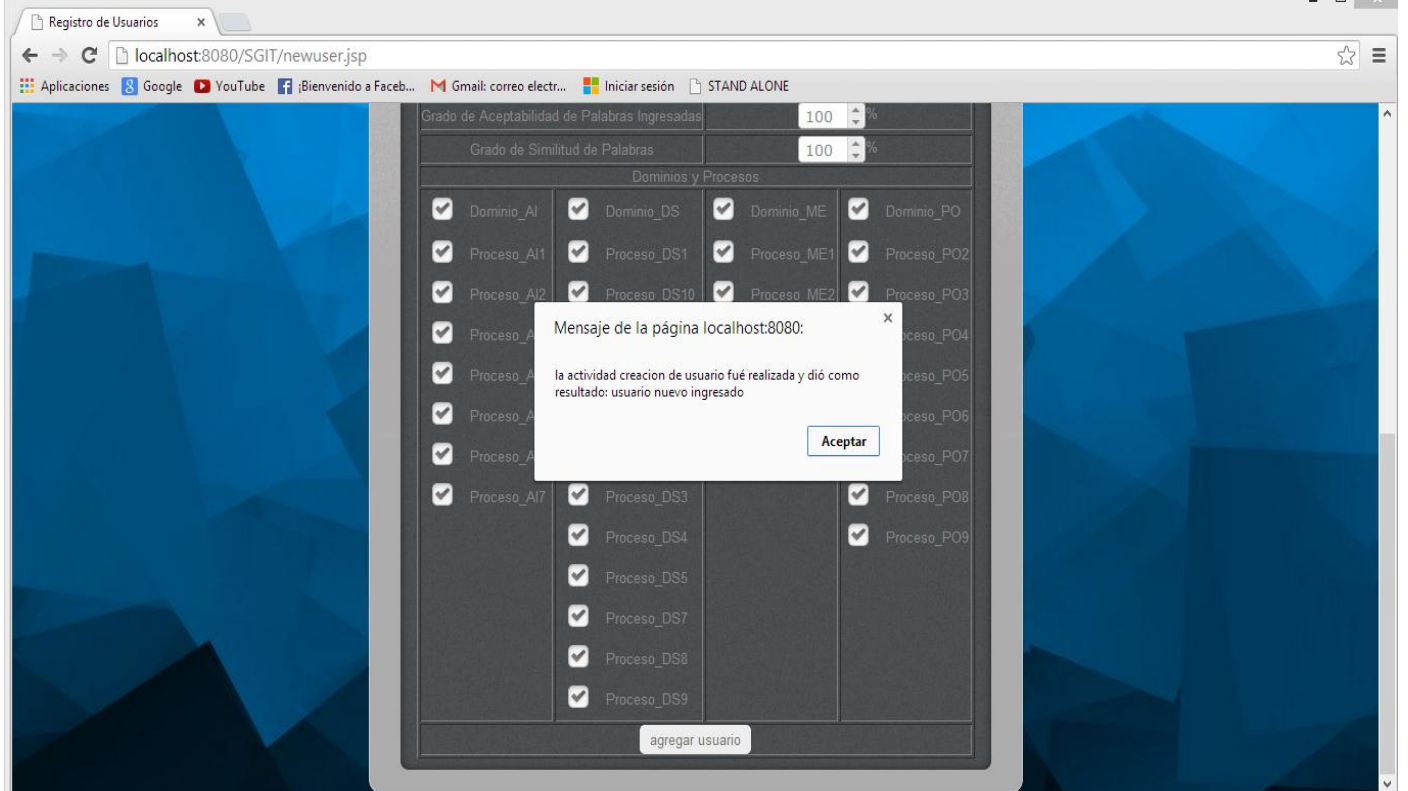 Registro de Usuarios
localhost:8080/SGIT/newuser.jsp
Aplicaciones Google YouTube ¡Bienvenido a Faceb... Gmail: correo electr... Iniciar sesión STAND ALONE
Grado de Aceptabilidad de Palabras Ingresadas 100 %
Grado de Similitud de Palabras 100 %
Dominios y Procesos
Dominio_AI Dominio_DS Dominio_ME Dominio_PO
Proceso_AI1 Proceso_DS1 Proceso_ME1 Proceso_PO2
Proceso_AI2 Proceso_DS10 Proceso_ME2 Proceso_PO3
Mensaje de la página localhost:8080:
la actividad creacion de usuario fué realizada y dió como
resultado: usuario nuevo ingresado
Aceptar
Proceso_AI7 Proceso_DS3 Proceso_PO8
Proceso_DS4 Proceso_PO9
Proceso_DS5
Proceso_DS7
Proceso_DS8
Proceso_DS9
agregar usuario